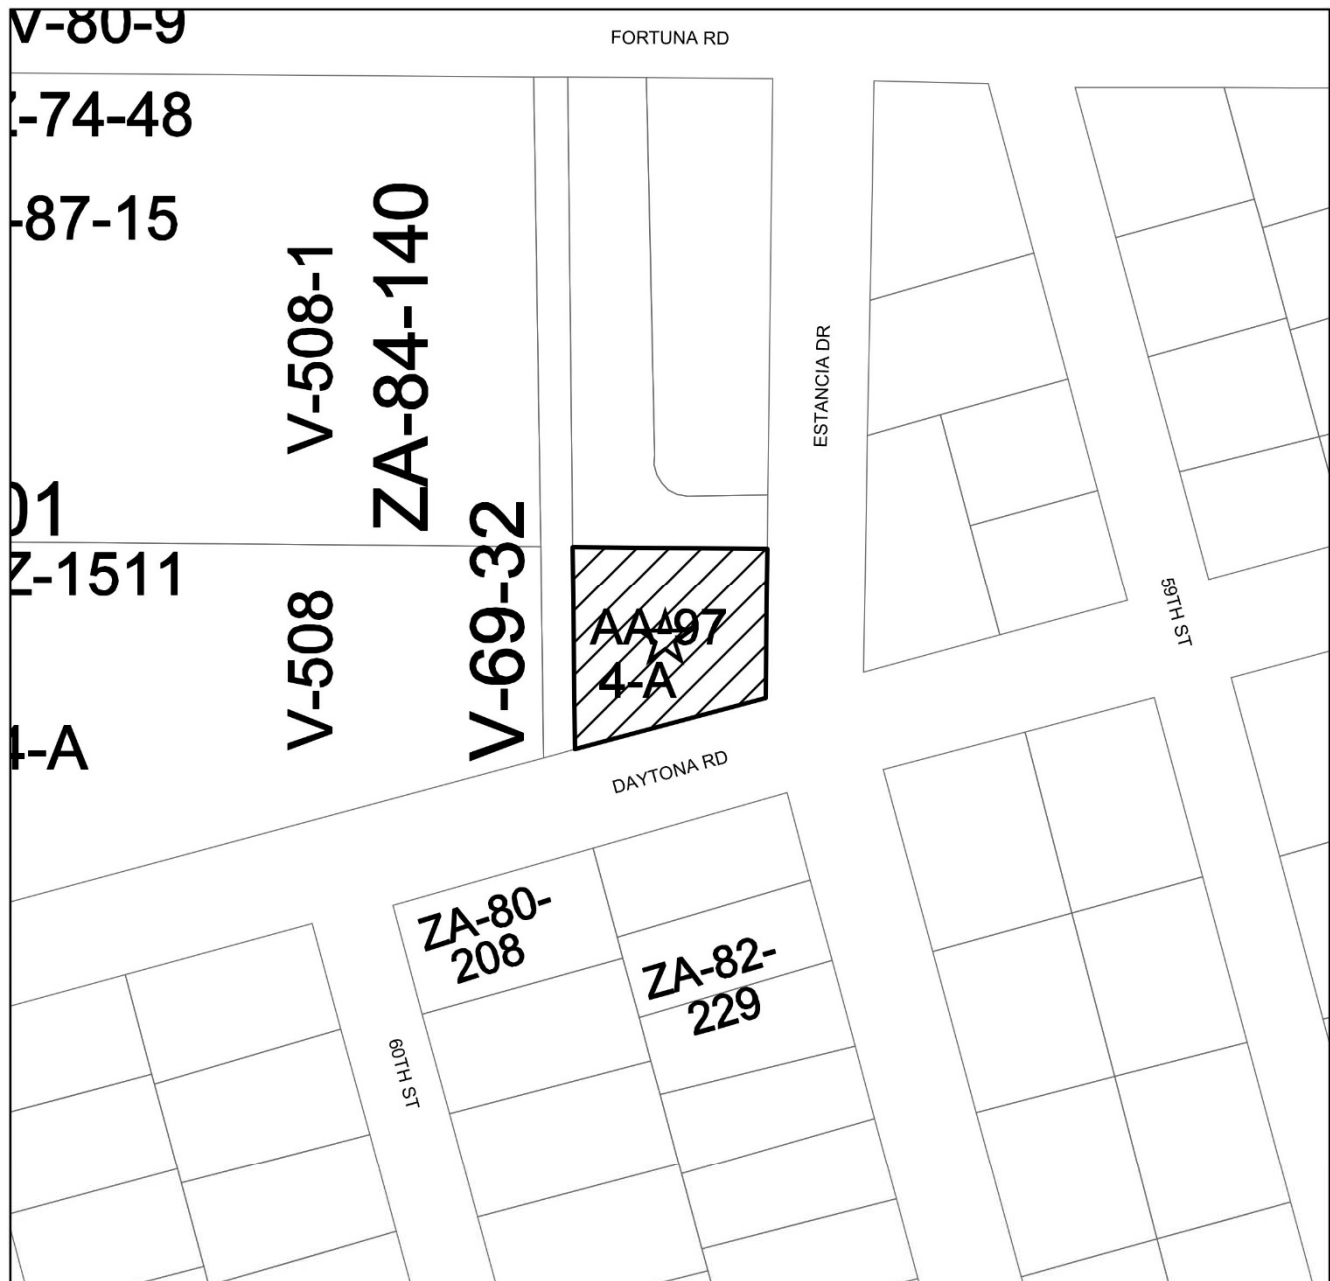 V-80-9
FORTUNA RD
Z-74-48
-87-15
V-508-1
ZA-84-140
ESTANCIA DR
01
Z-1511
V-508
V-69-32
AA-97
4-A
59TH ST
4-A
DAYTONA RD
ZA-80-
208
ZA-82-
229
60TH ST